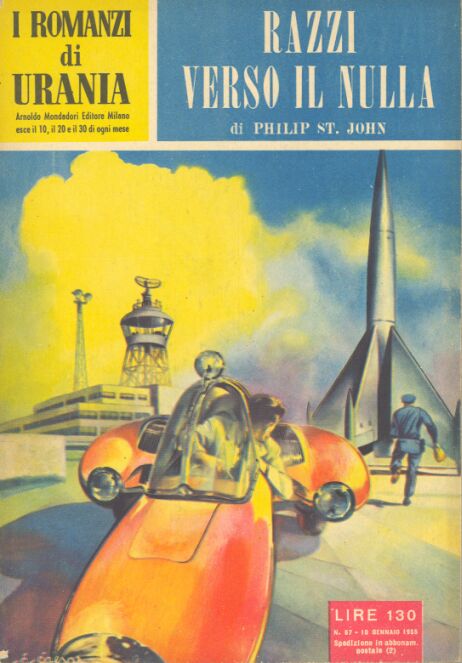 I ROMANZI
di
URANIA
Arnoldo Mondadori Editore Milano
esce il 10, il 20 e il 30 di ogni mese
RAZZI
VERSO IL NULLA
di PHILIP ST. JOHN
LIRE 130
N. 67 - 10 GENNAIO 1955
Spedizione in abbonam.
postale (2)